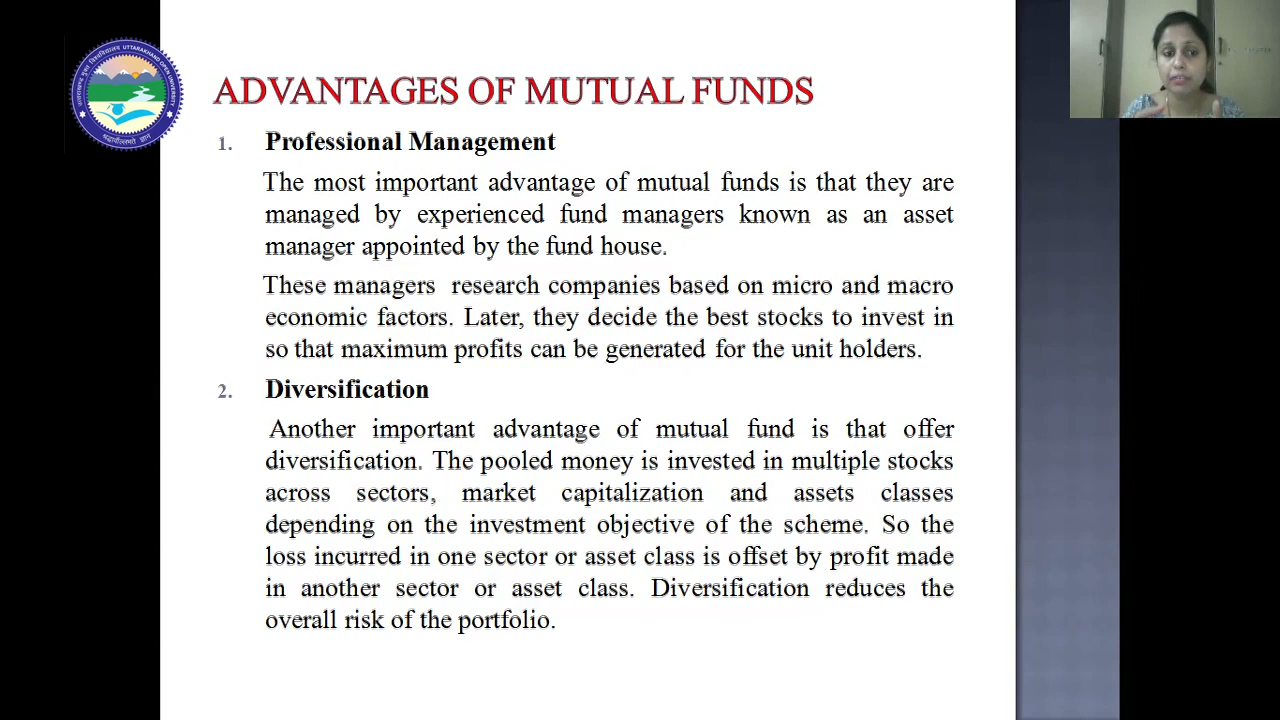 ADVANTAGES OF MUTUAL FUNDS
1. Professional Management
The most important advantage of mutual funds is that they are
managed by experienced fund managers known as an asset
manager appointed by the fund house.
These managers research companies based on micro and macro
economic factors. Later, they decide the best stocks to invest in
so that maximum profits can be generated for the unit holders.
2. Diversification
Another important advantage of mutual fund is that offer
diversification. The pooled money is invested in multiple stocks
across sectors, market capitalization and assets classes
depending on the investment objective of the scheme. So the
loss incurred in one sector or asset class is offset by profit made
in another sector or asset class. Diversification reduces the
overall risk of the portfolio.
UTTARAKHAND OPEN UNIVERSITY